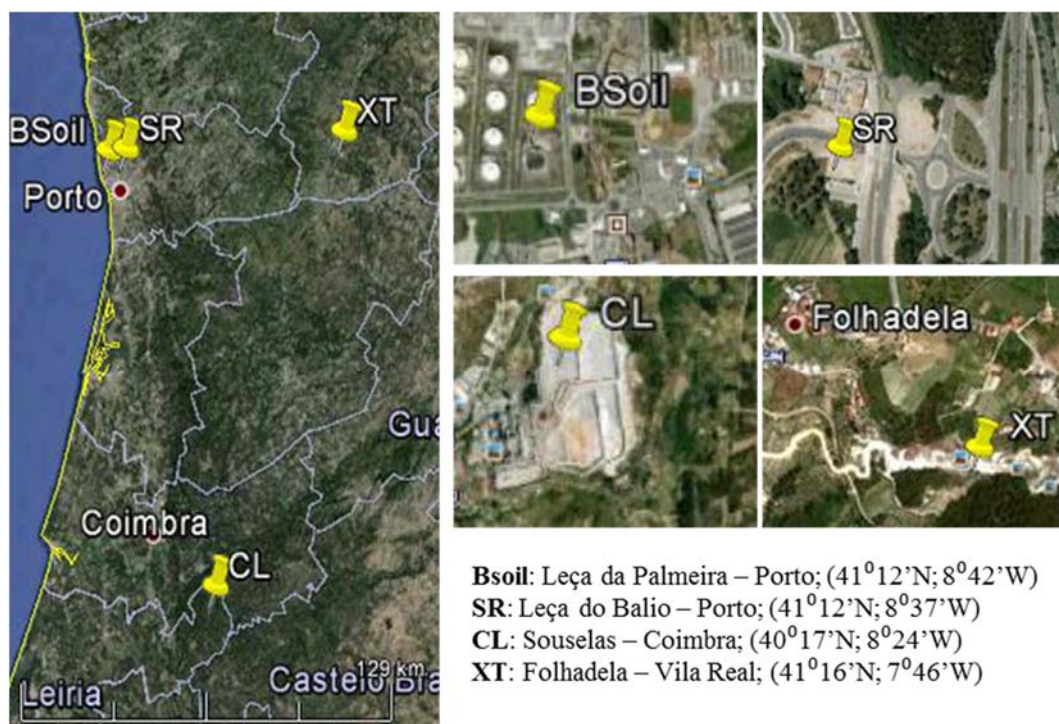 BSoil
SR
XT
Porto
Gua
Coimbra
CL
129 km
Leiria
Castelo Bra
BSoil
SR
CL
Folhadela
XT
Bsoil: Leça da Palmeira – Porto; (41⁰12’N; 8⁰42’W)
SR: Leça do Balio – Porto; (41⁰12’N; 8⁰37’W)
CL: Souselas – Coimbra; (40⁰17’N; 8⁰24’W)
XT: Folhadela – Vila Real; (41⁰16’N; 7⁰46’W)